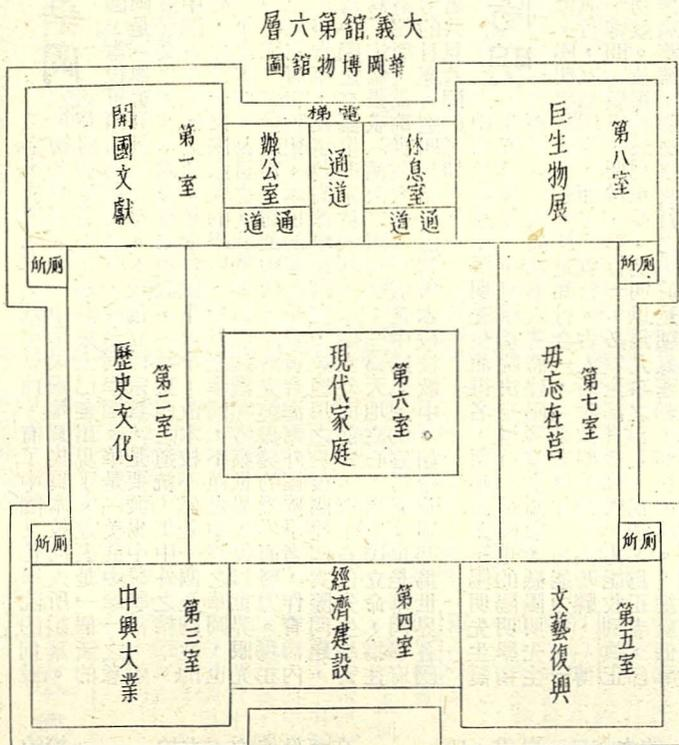 大義館第六層
華岡博物館圖
電梯
第八室
巨生物展
休息室
通道
通道
辦公室
通道
第一室
開國文獻
廁所
廁所
第七室
毋忘在莒
第六室
現代家庭
第二室
歷史文化
廁所
廁所
第五室
文藝復興
第四室
經濟建設
第三室
中興大業